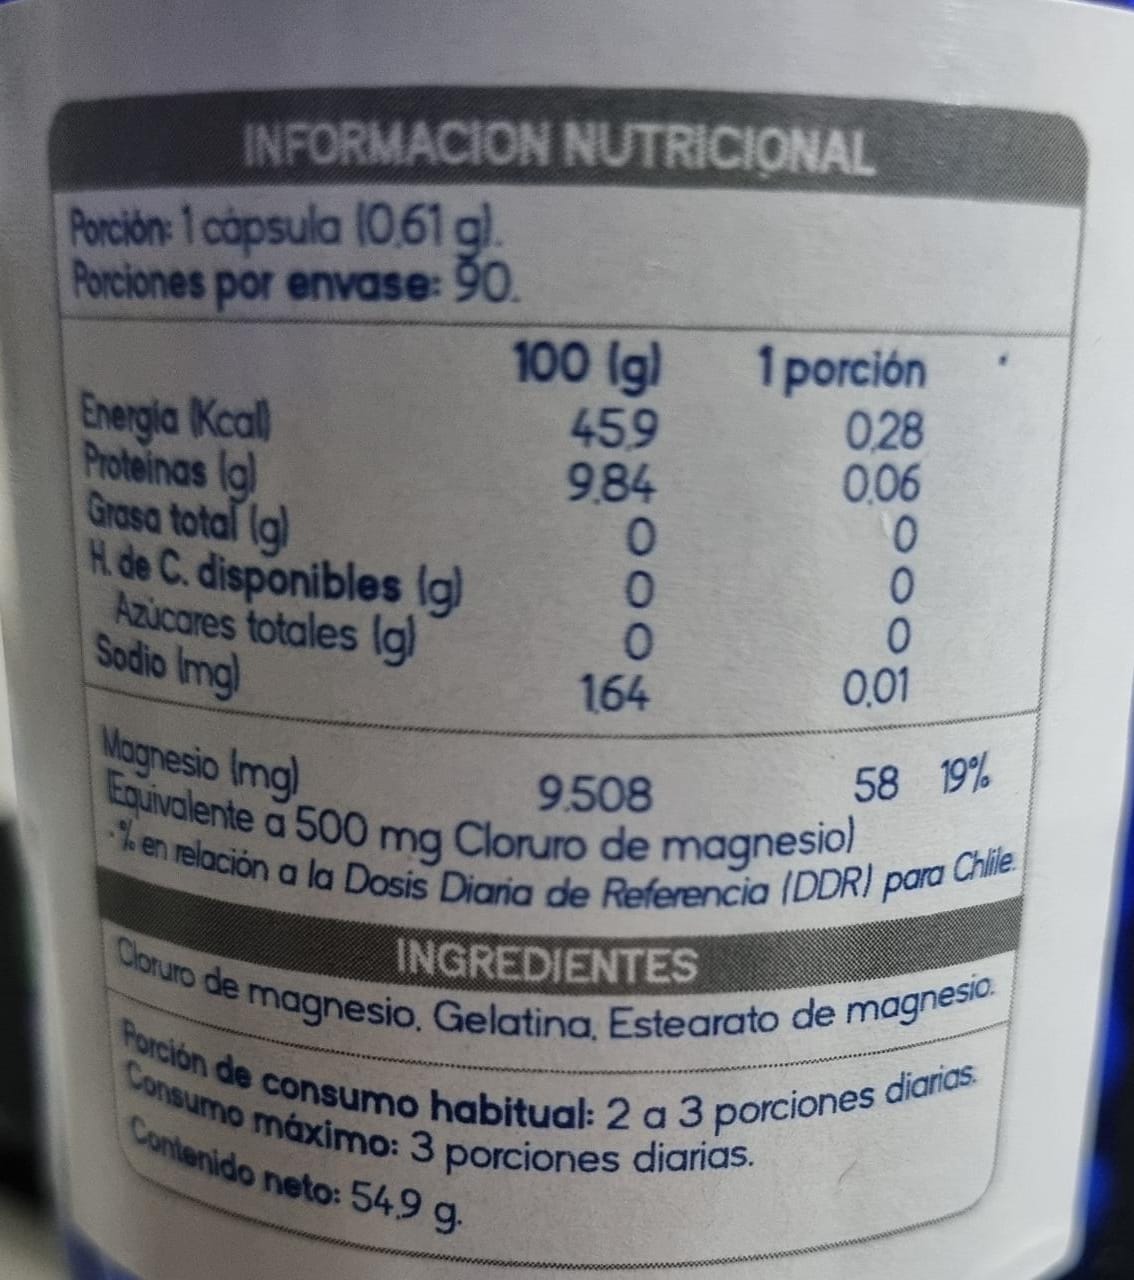 INFORMACION NUTRICIONAL
Porción: 1 cápsula (0,61 g).
Porciones por envase: 90.
100 (g) 1 porción *
Energía (Kcal) 45,9 0,28
Proteínas (g) 9,84 0,06
Grasa total (g) 0 0
H. de C. disponibles (g) 0 0
Azúcares totales (g) 0 0
Sodio (mg) 1,64 0,01
Magnesio (mg) 9.508 58 19%
(Equivalente a 500 mg Cloruro de magnesio)
*% en relación a la Dosis Diaria de Referencia (DDR) para Chlile.
INGREDIENTES
Cloruro de magnesio, Gelatina, Estearato de magnesio.
Porción de consumo habitual: 2 a 3 porciones diarias.
Consumo máximo: 3 porciones diarias.
Contenido neto: 54,9 g.